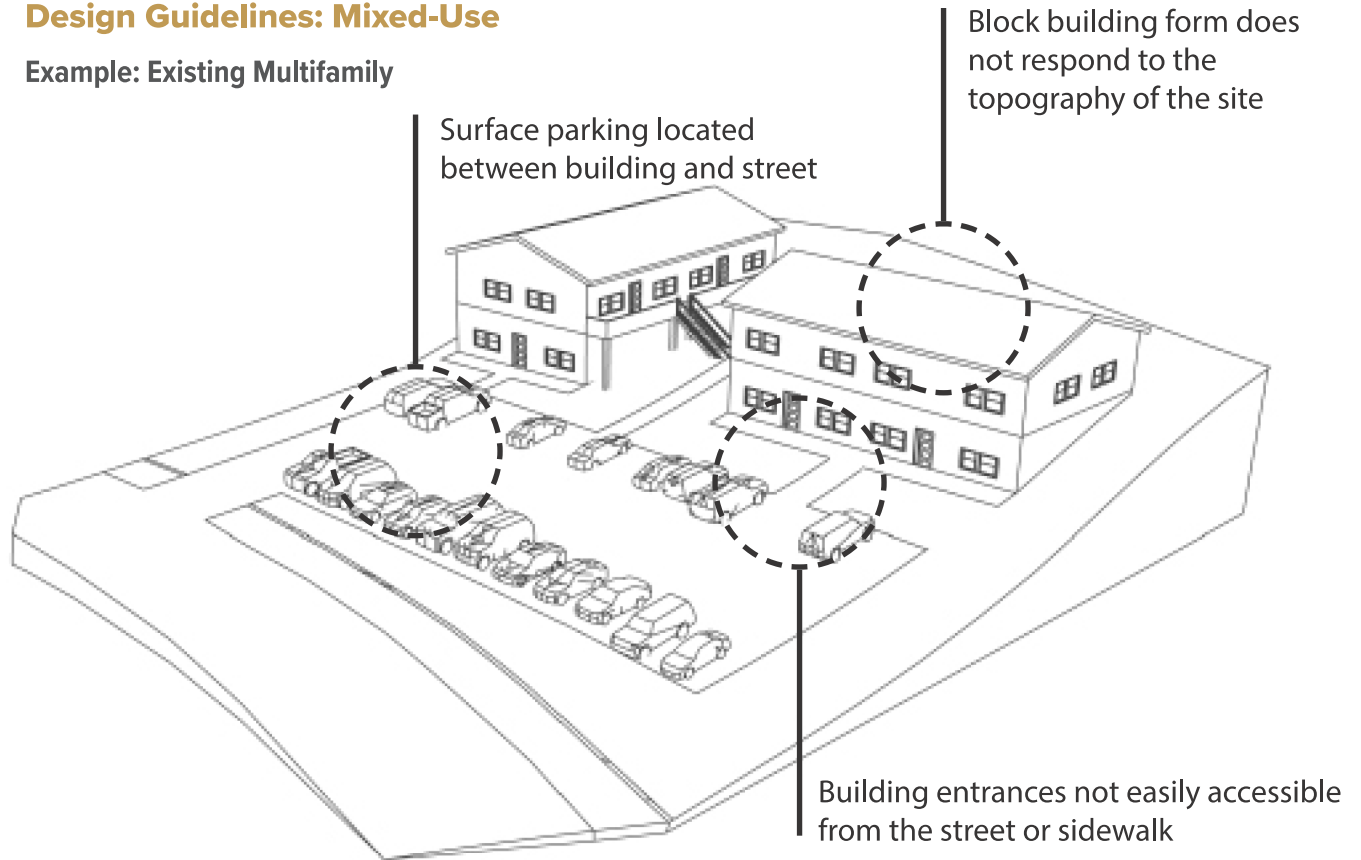 Design Guidelines: Mixed-Use
Example: Existing Multifamily
Block building form does
not respond to the
topography of the site
Surface parking located
between building and street
Building entrances not easily accessible
from the street or sidewalk